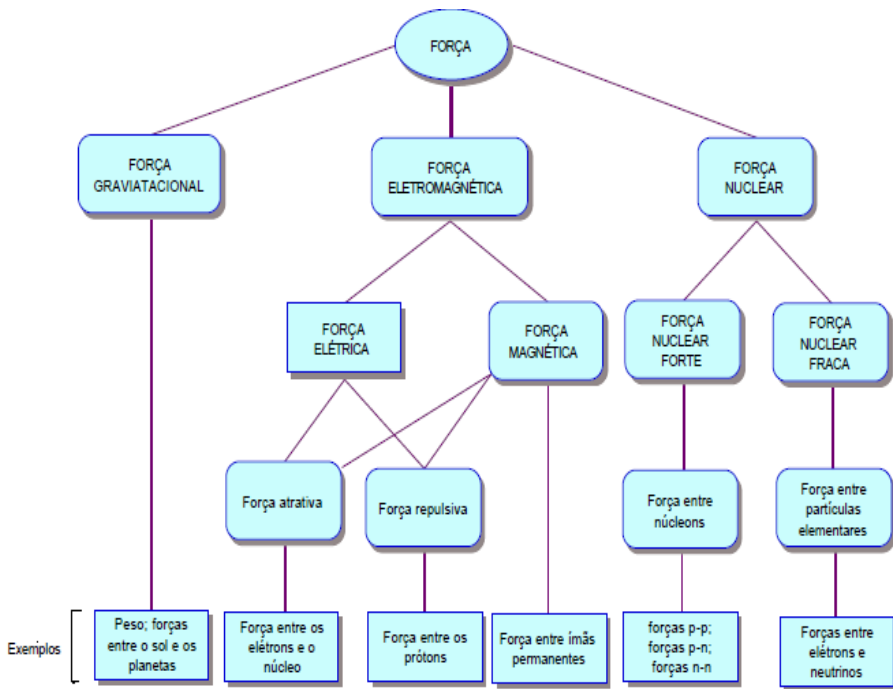 FORÇA
FORÇA
GRAVIATACIONAL
FORÇA
ELETROMAGNÉTICA
FORÇA
NUCLEAR
FORÇA
ELÉTRICA
FORÇA
MAGNÉTICA
FORÇA
NUCLEAR
FORTE
FORÇA
NUCLEAR
FRACA
Força atrativa
Força repulsiva
Força entre
núcleons
Força entre
partículas
elementares
Exemplos
Peso; forças
entre o sol e os
planetas
Força entre os
elétrons e o
núcleo
Força entre os
prótons
Força entre ímãs
permanentes
forças p-p;
forças p-n;
forças n-n
Forças entre
elétrons e
neutrinos